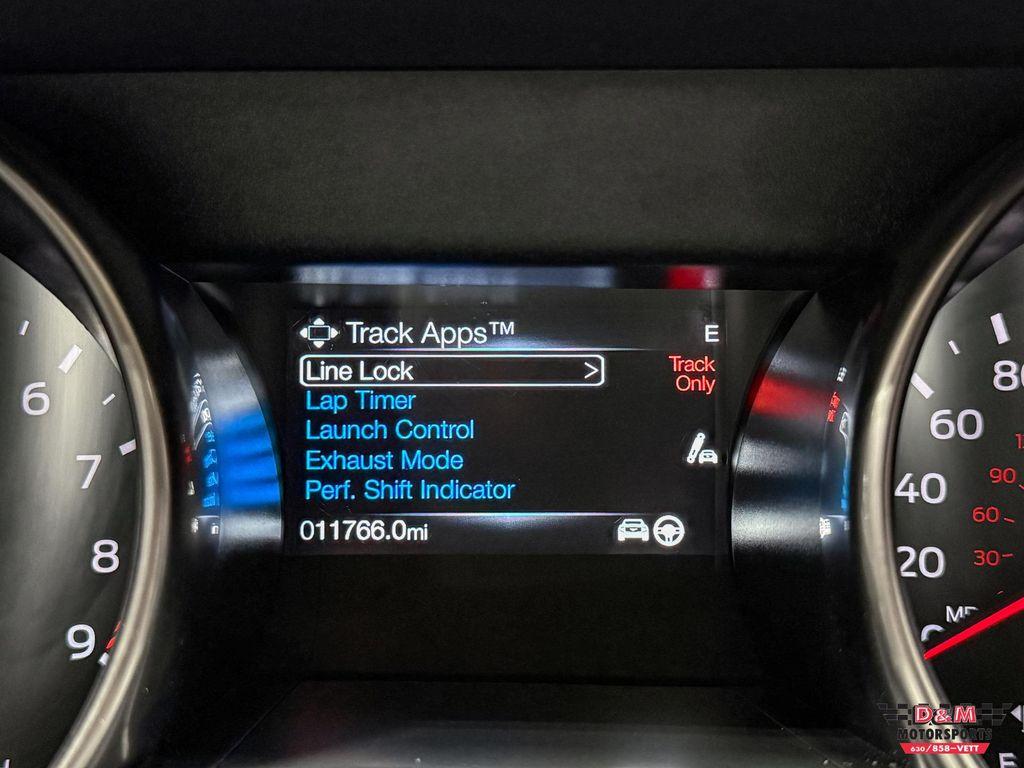 Track Apps™
E
Line Lock >
Track
Only
Lap Timer
Launch Control
Exhaust Mode
Perf. Shift Indicator
011766.0mi
6
7
8
9
80
60
40
20
90
60
30
D&M
MOTORSPORTS
630/858-VETT